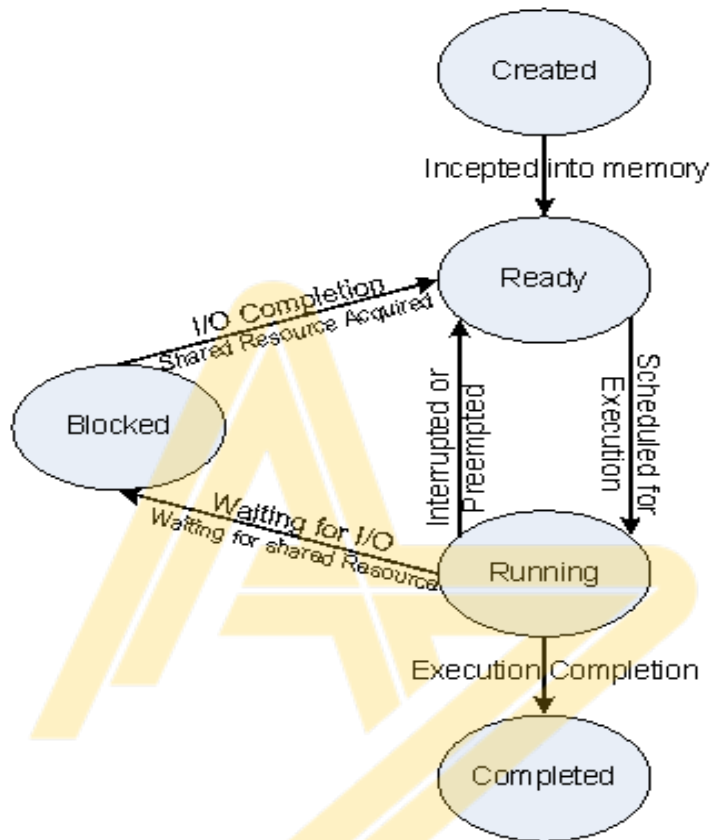 Created
Incepted into memory
Ready
I/O Completion
Shared Resource Acquired
Blocked
Interrupted or
Preempted
Scheduled for
Execution
Waiting for I/O
Waiting for shared Resource
Running
Execution Completion
Completed